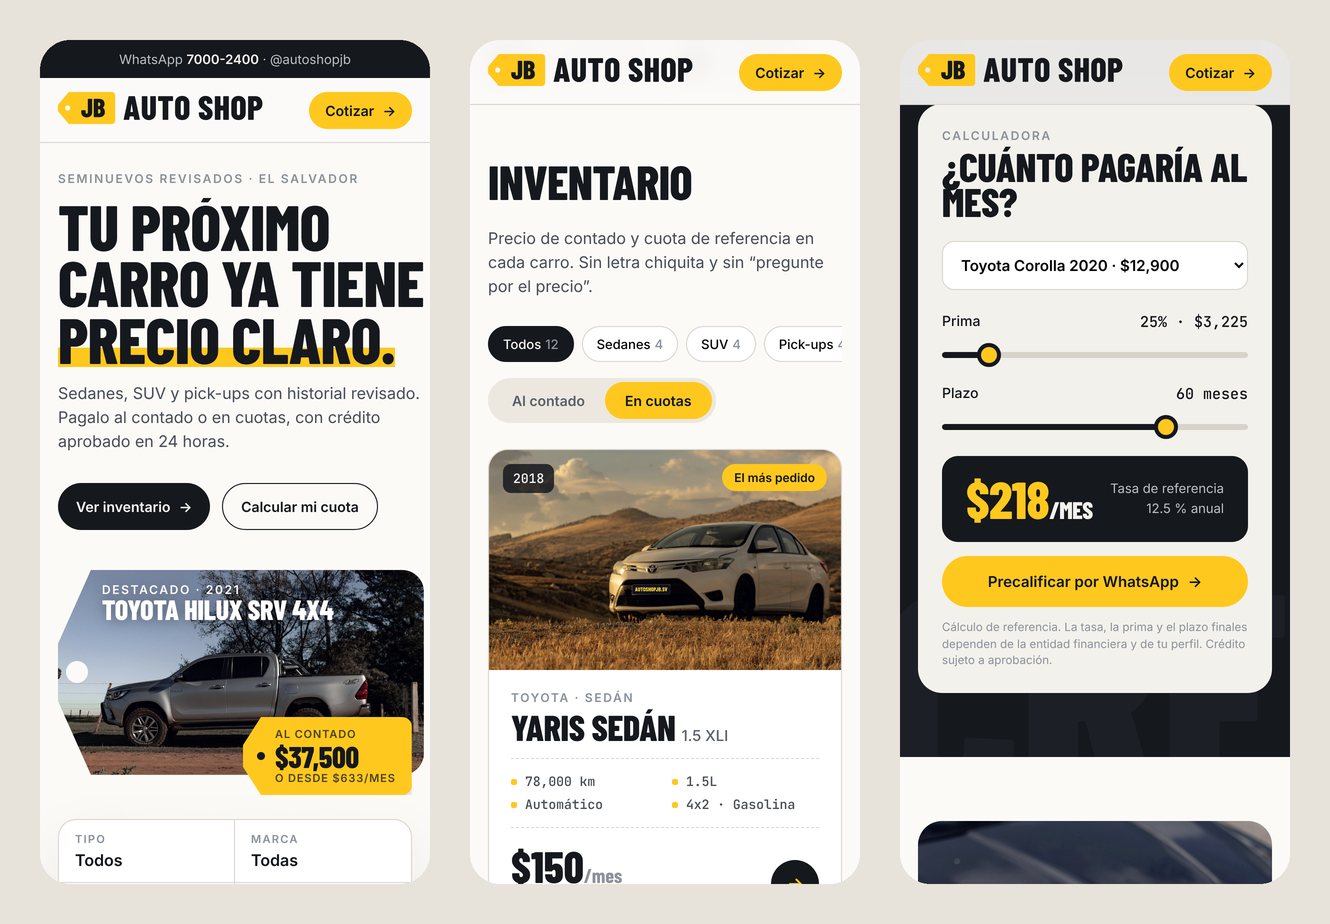 WhatsApp 7000-2400 · @autoshopjb
JB AUTO SHOP
Cotizar →
SEMINUEVOS REVISADOS · EL SALVADOR
TU PRÓXIMO
CARRO YA TIENE
PRECIO CLARO.
Sedanes, SUV y pick-ups con historial revisado.
Pagalo al contado o en cuotas, con crédito
aprobado en 24 horas.
Ver inventario →
Calcular mi cuota
DESTACADO · 2021
TOYOTA HILUX SRV 4X4
AL CONTADO
$37,500
O DESDE $633/MES
TIPO
Todos
MARCA
Todas
JB AUTO SHOP
Cotizar →
INVENTARIO
Precio de contado y cuota de referencia en
cada carro. Sin letra chiquita y sin “pregunte
por el precio”.
Todos 12
Sedanes 4
SUV 4
Pick-ups 4
Al contado
En cuotas
2018
El más pedido
AUTOSHOPJB.SV
TOYOTA · SEDÁN
YARIS SEDÁN 1.5 XLI
78,000 km
1.5L
Automático
4x2 · Gasolina
$150/mes
JB AUTO SHOP
Cotizar →
CALCULADORA
¿CUÁNTO PAGARÍA AL
MES?
Toyota Corolla 2020 · $12,900
Prima
25% · $3,225
Plazo
60 meses
$218/MES
Tasa de referencia
12.5 % anual
Precalificar por WhatsApp →
Cálculo de referencia. La tasa, la prima y el plazo finales
dependen de la entidad financiera y de tu perfil. Crédito
sujeto a aprobación.